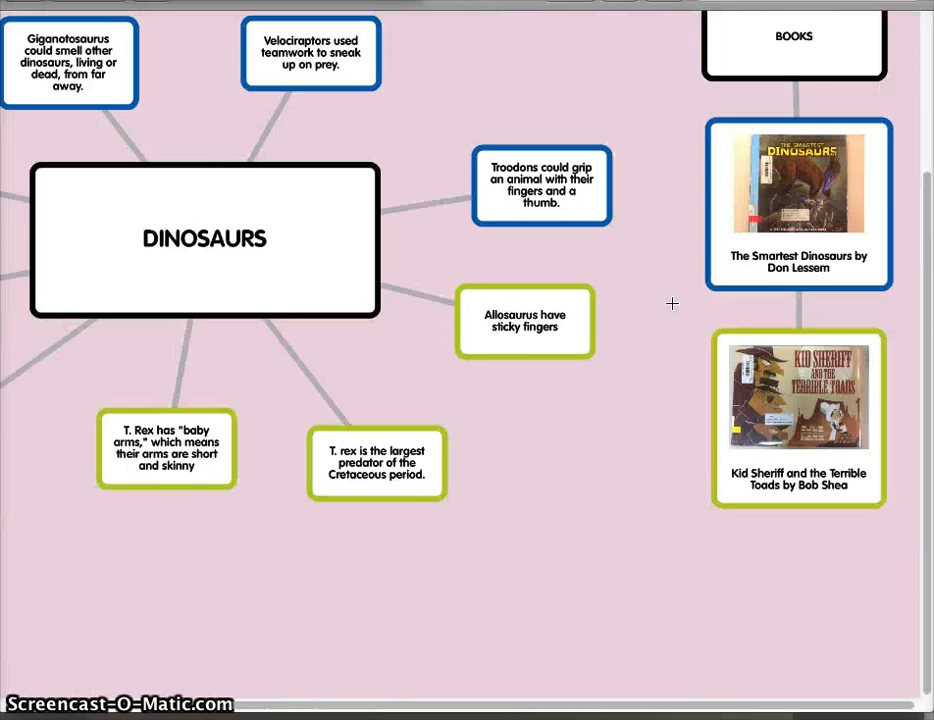 Giganotosaurus
could smell other
dinosaurs, living or
dead, from far
away.
Velociraptors used
teamwork to sneak
up on prey.
BOOKS
Troodons could grip
an animal with their
fingers and a
thumb.
THE SMARTEST
DINOSAURS
The Smartest Dinosaurs by
Don Lessem
DINOSAURS
Allosaurus have
sticky fingers
KID SHERIFF
AND THE
TERRIBLE TOADS
Kid Sheriff and the Terrible
Toads by Bob Shea
T. Rex has "baby
arms," which means
their arms are short
and skinny
T. rex is the largest
predator of the
Cretaceous period.
Screencast-O-Matic.com